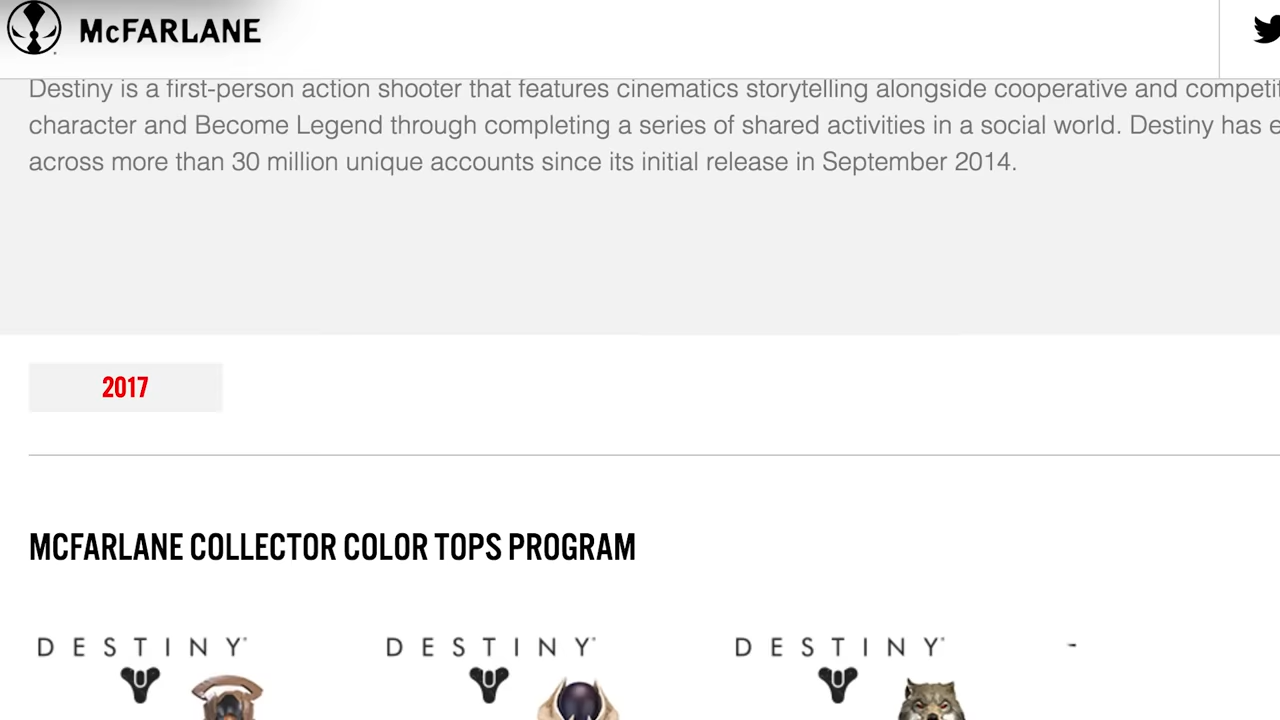 McFARLANE
Destiny is a first-person action shooter that features cinematics storytelling alongside cooperative and
character and Become Legend through completing a series of shared activities in a social world. Destiny has
across more than 30 million unique accounts since its initial release in September 2014.
2017
MCFARLANE COLLECTOR COLOR TOPS PROGRAM
DESTINY DESTINY DESTINY